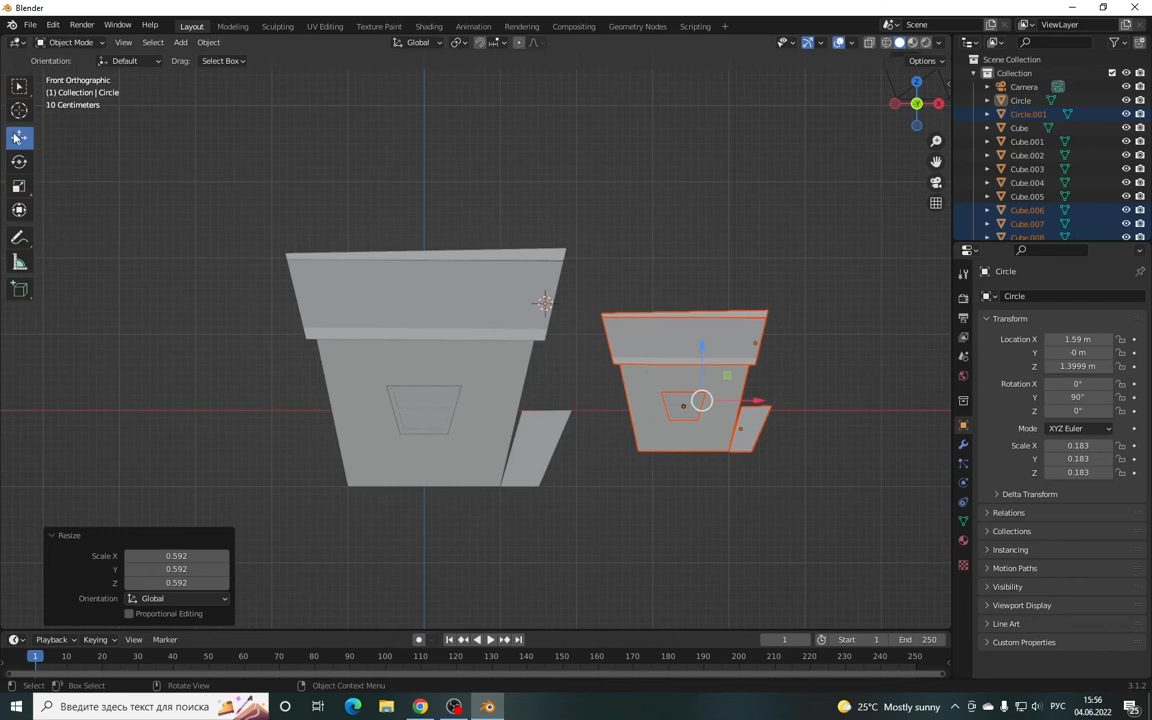 Blender
File Edit Render Window Help Layout Modeling Sculpting UV Editing Texture Paint Shading Animation Rendering Compositing Geometry Nodes Scripting + Scene ViewLayer
Object Mode View Select Add Object Global
Orientation: Default Drag: Select Box Options
Front Orthographic
(1) Collection | Circle
10 Centimeters
Z
X
-Y
Scene Collection
Collection
Camera
Circle
Circle.001
Cube
Cube.001
Cube.002
Cube.003
Cube.004
Cube.005
Cube.006
Cube.007
Cube.008
Circle
Circle
Transform
Location X 1.59 m
Y -0 m
Z 1.3999 m
Rotation X 0°
Y 90°
Z 0°
Mode XYZ Euler
Scale X 0.183
Y 0.183
Z 0.183
Delta Transform
Relations
Collections
Instancing
Motion Paths
Visibility
Viewport Display
Line Art
Custom Properties
Resize
Scale X 0.592
Y 0.592
Z 0.592
Orientation Global
Proportional Editing
Playback Keying View Marker 1 Start 1 End 250
1 10 20 30 40 50 60 70 80 90 100 110 120 130 140 150 160 170 180 190 200 210 220 230 240 250
Select Box Select Rotate View Object Context Menu 3.1.2
Введите здесь текст для поиска 25°C Mostly sunny РУС 15:56
04.06.2022 25